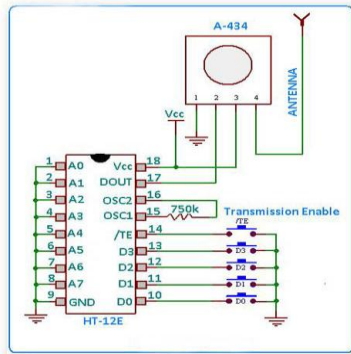 A-434
1 2 3 4
ANTENNA
Vcc
1 A0 Vcc 18
2 A1 DOUT 17
3 A2 OSC2 16
4 A3 OSC1 15 750k
5 A4 /TE 14
6 A5 D3 13
7 A6 D2 12
8 A7 D1 11
9 GND D0 10
HT-12E
Transmission Enable
/TE
D3
D2
D1
D0